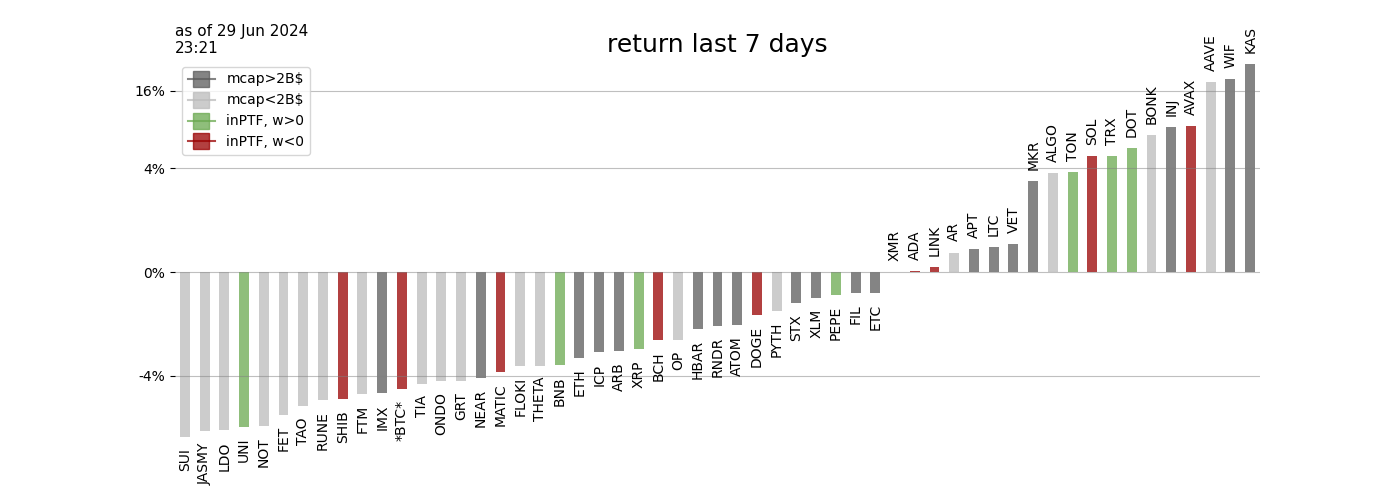 as of 29 Jun 2024
23:21
return last 7 days
mcap>2B$
mcap<2B$
inPTF, w>0
inPTF, w<0
16%
4%
0%
-4%
SUI
JASMY
LDO
UNI
NOT
FET
TAO
RUNE
SHIB
FTM
IMX
*BTC*
TIA
ONDO
GRT
NEAR
MATIC
FLOKI
THETA
BNB
ETH
ICP
ARB
XRP
BCH
OP
HBAR
RNDR
ATOM
DOGE
PYTH
STX
XLM
PEPE
FIL
ETC
XMR
ADA
LINK
AR
APT
LTC
VET
MKR
ALGO
TON
SOL
TRX
DOT
BONK
INJ
AVAX
AAVE
WIF
KAS